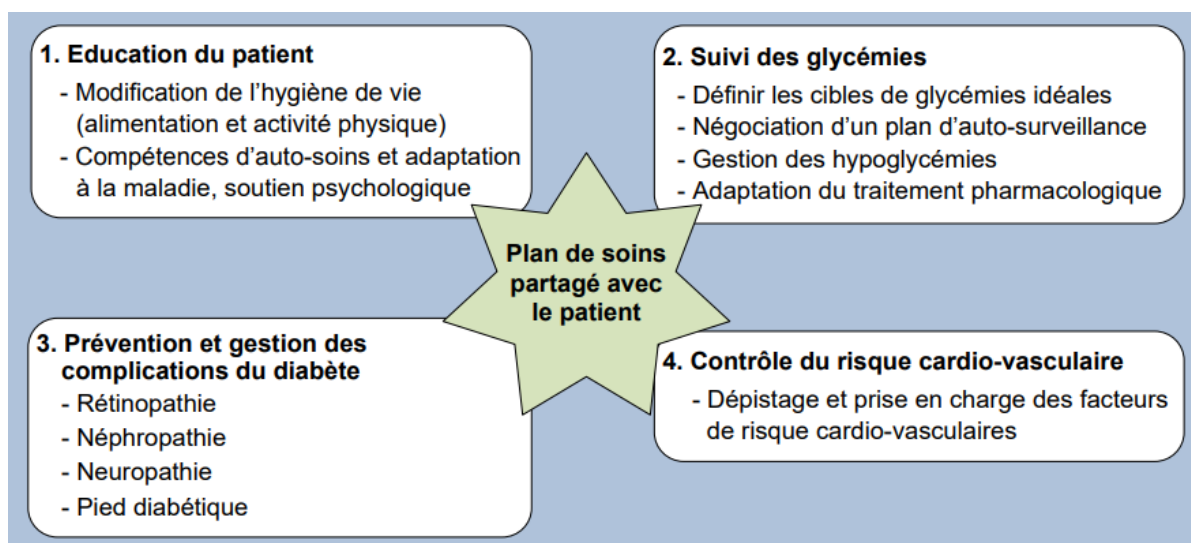 1. Education du patient
- Modification de l’hygiène de vie
(alimentation et activité physique)
- Compétences d’auto-soins et adaptation
à la maladie, soutien psychologique
2. Suivi des glycémies
- Définir les cibles de glycémies idéales
- Négociation d’un plan d’auto-surveillance
- Gestion des hypoglycémies
- Adaptation du traitement pharmacologique
Plan de soins
partagé avec
le patient
3. Prévention et gestion des
complications du diabète
- Rétinopathie
- Néphropathie
- Neuropathie
- Pied diabétique
4. Contrôle du risque cardio-vasculaire
- Dépistage et prise en charge des facteurs
de risque cardio-vasculaires